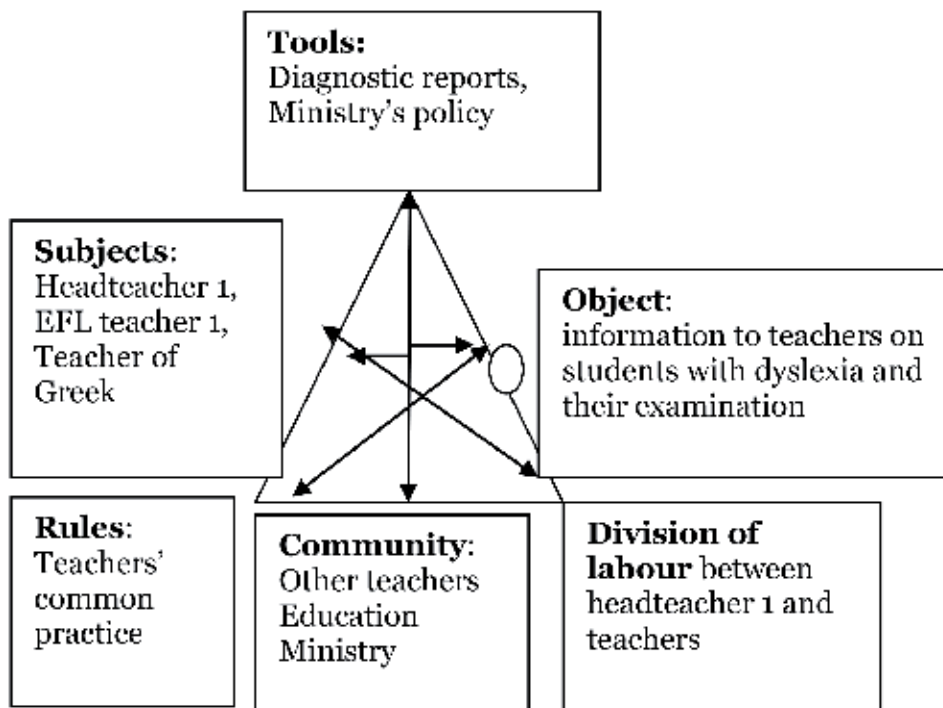 Tools:
Diagnostic reports,
Ministry's policy
Subjects:
Headteacher 1,
EFL teacher 1,
Teacher of
Greek
Object:
information to teachers on
students with dyslexia and
their examination
Rules:
Teachers'
common
practice
Community:
Other teachers
Education
Ministry
Division of
labour between
headteacher 1 and
teachers